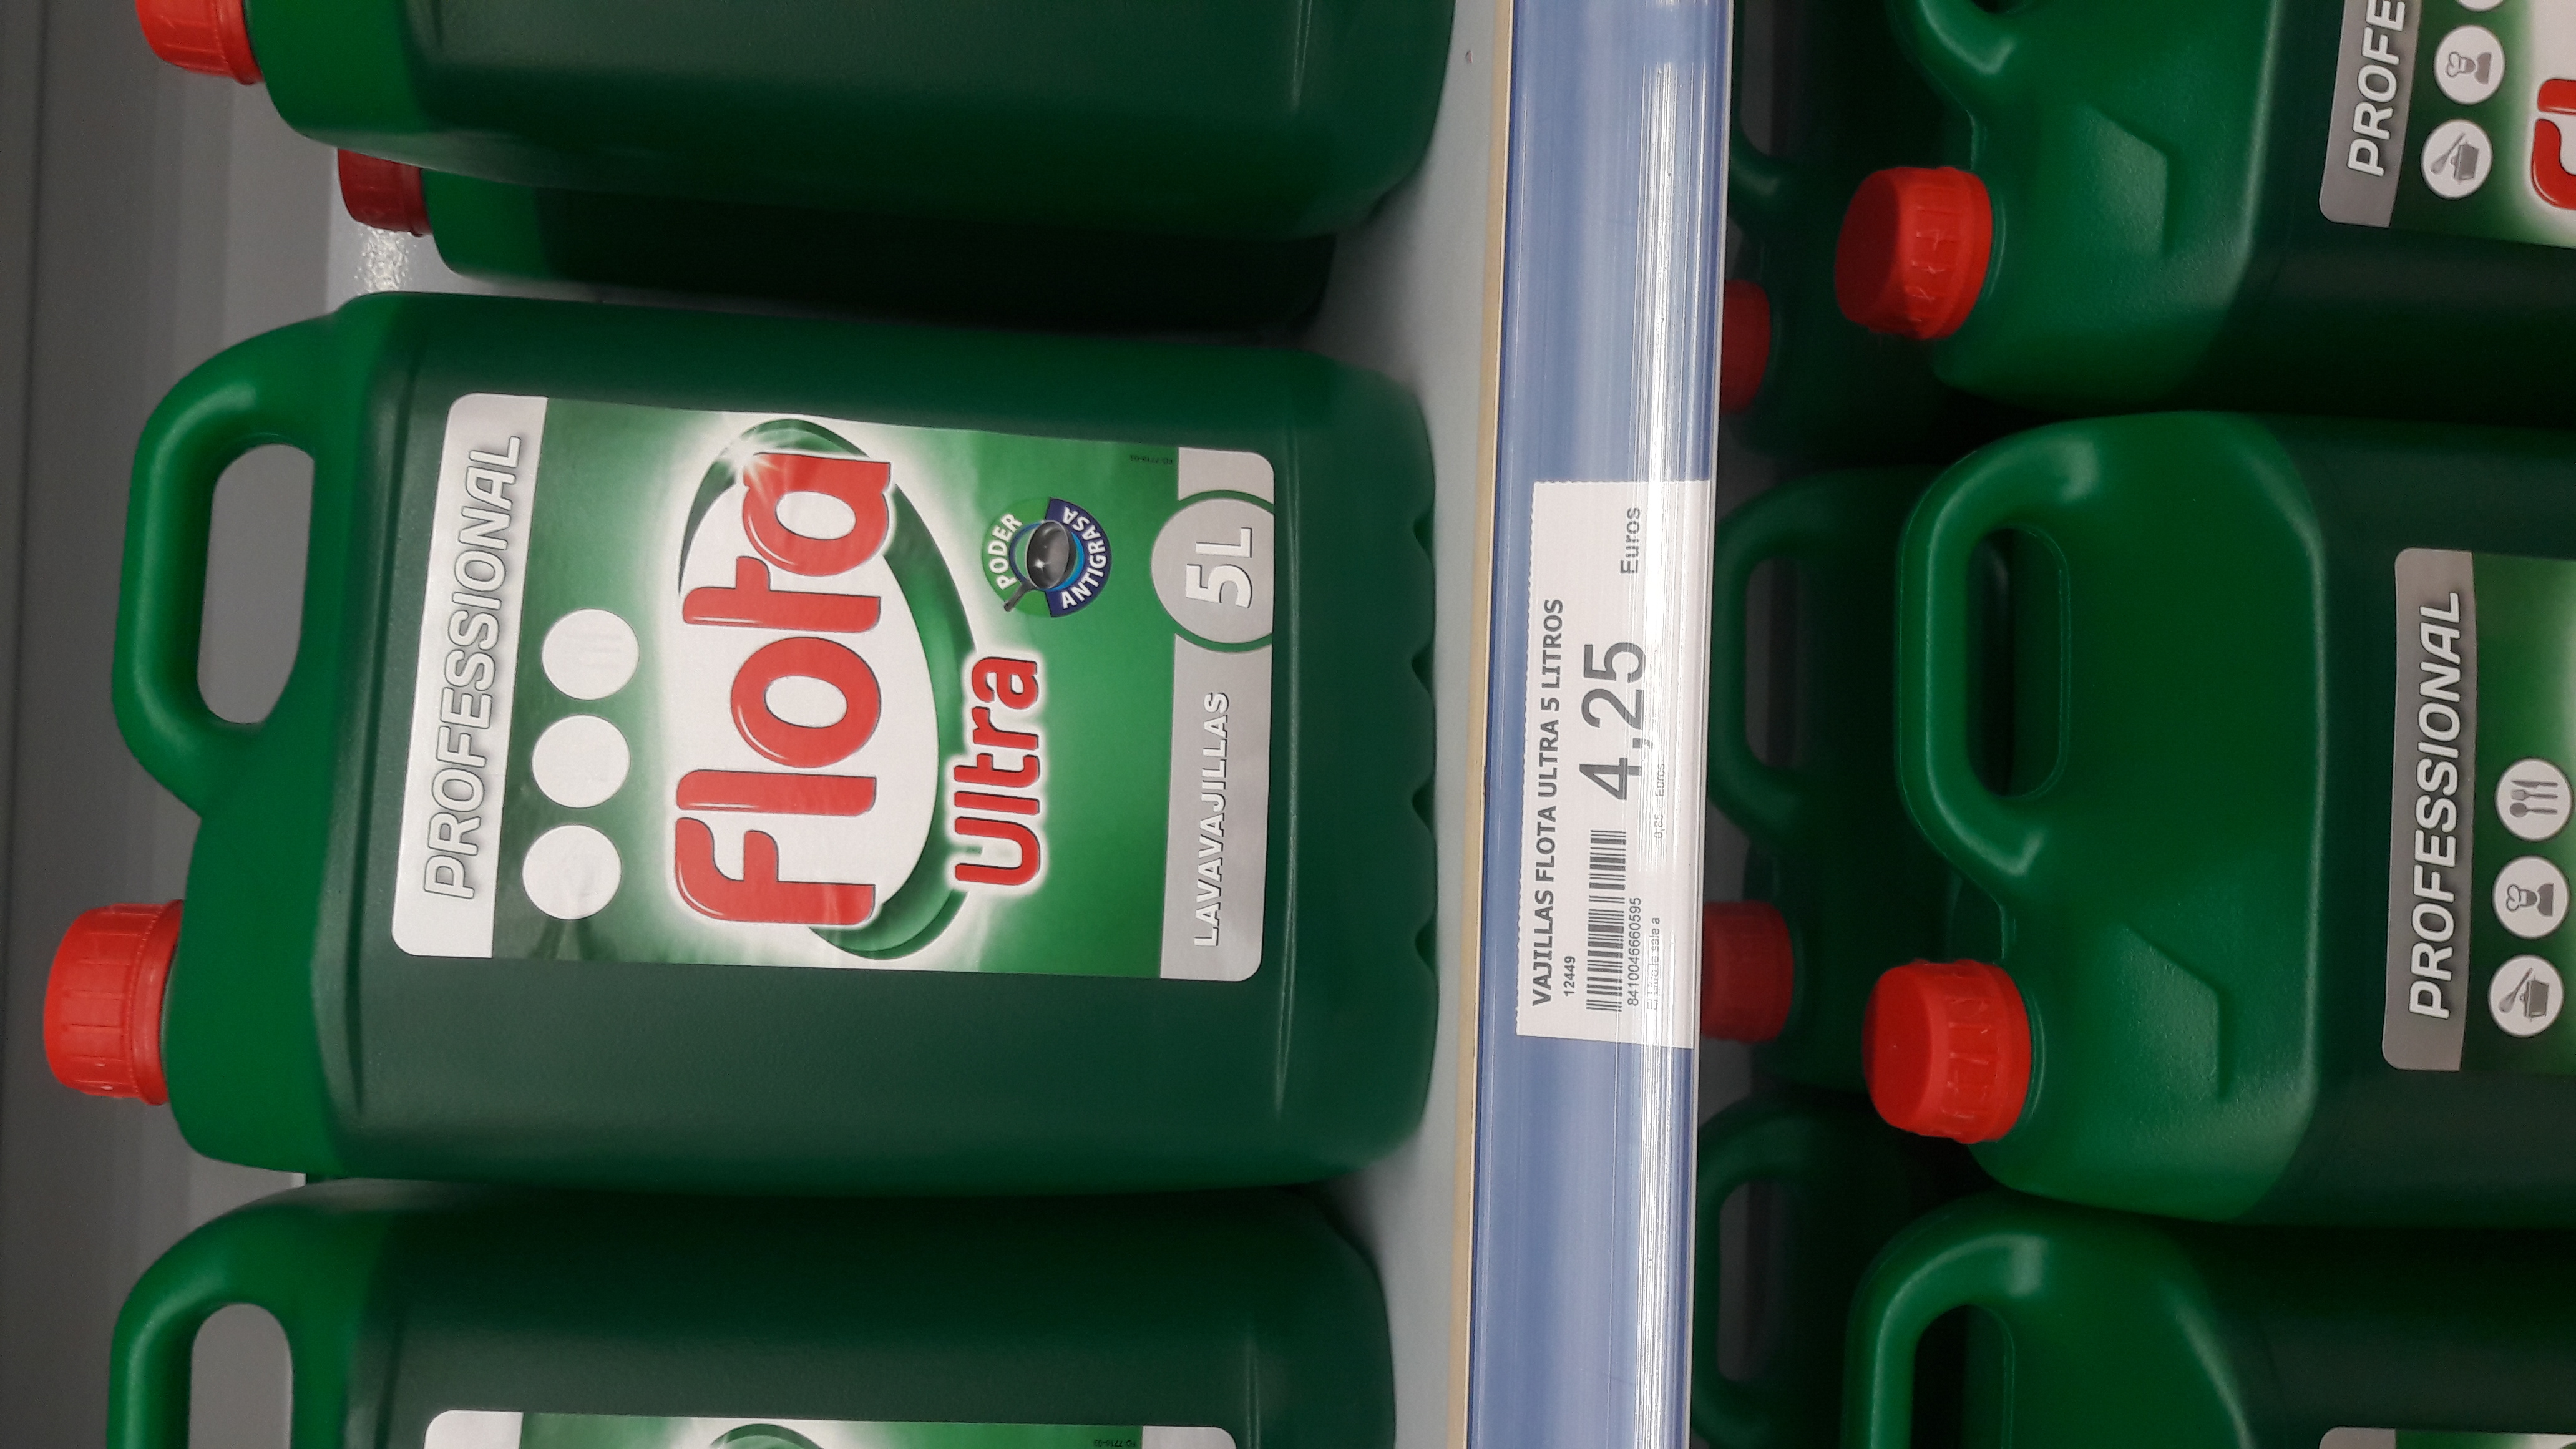 PROFESSIONAL
Flota
Ultra
PODER
ANTIGRASA
LAVAVAJILLAS
5L
VAJILLAS FLOTA ULTRA 5 LITROS
12449
4,25 Euros
8410046660595
El Litro le sale a 0,85 Euros
PROFESSIONAL
PROFE